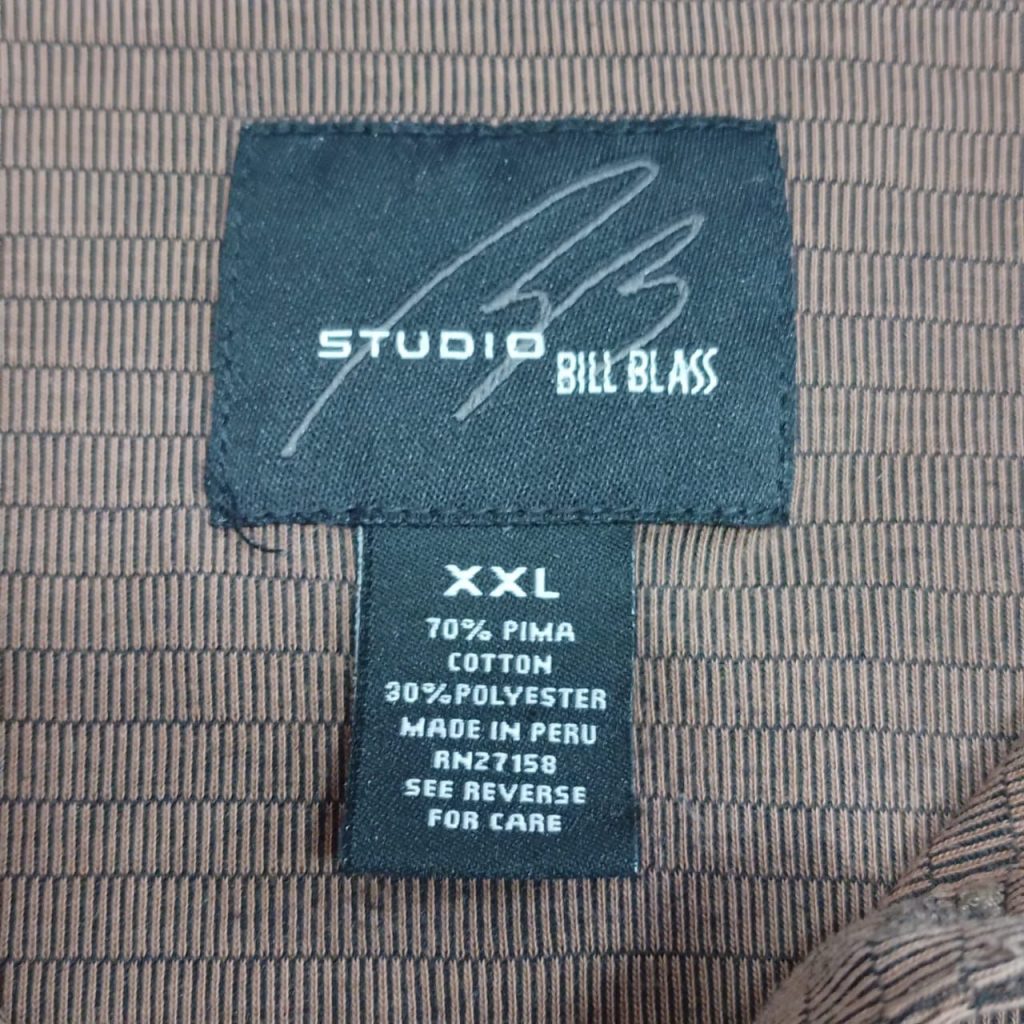 STUDIO
BILL BLASS
XXL
70% PIMA
COTTON
30% POLYESTER
MADE IN PERU
RN27158
SEE REVERSE
FOR CARE